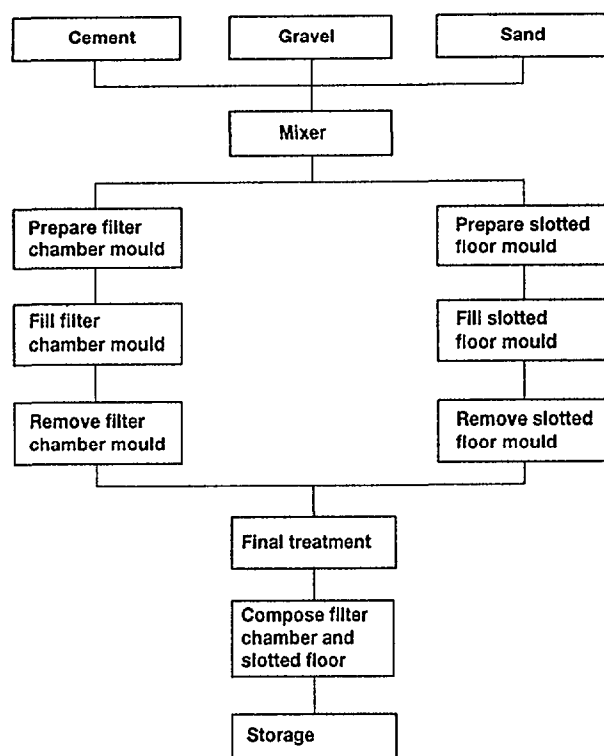 Cement
Gravel
Sand
Mixer
Prepare filter
chamber mould
Prepare slotted
floor mould
Fill filter
chamber mould
Fill slotted
floor mould
Remove filter
chamber mould
Remove slotted
floor mould
Final treatment
Compose filter
chamber and
slotted floor
Storage